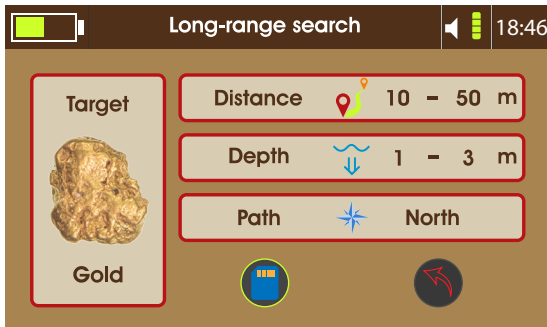 Long-range search
18:46
Target
Gold
Distance 10 - 50 m
Depth 1 - 3 m
Path North